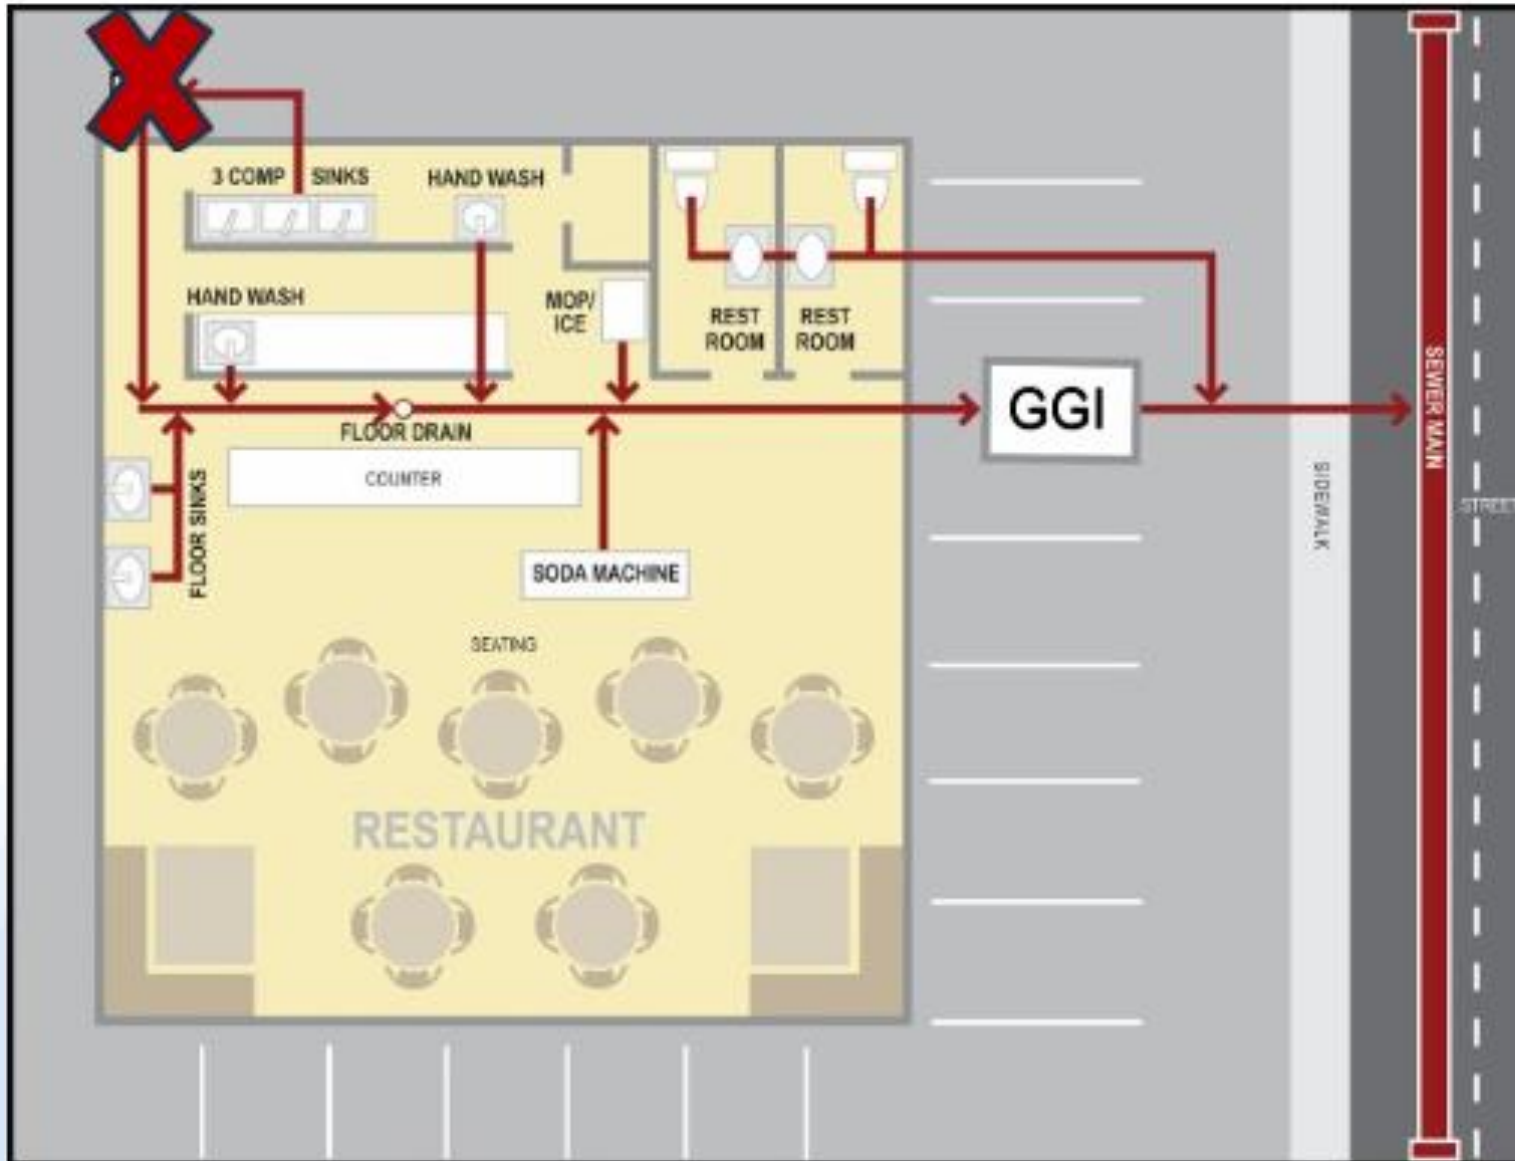 3 COMP SINKS
HAND WASH
HAND WASH
MOP/
ICE
REST
ROOM
REST
ROOM
GGI
SEWER MAIN
FLOOR DRAIN
COUNTER
FLOOR SINKS
SIDEWALK
STREET
SODA MACHINE
SEATING
RESTAURANT